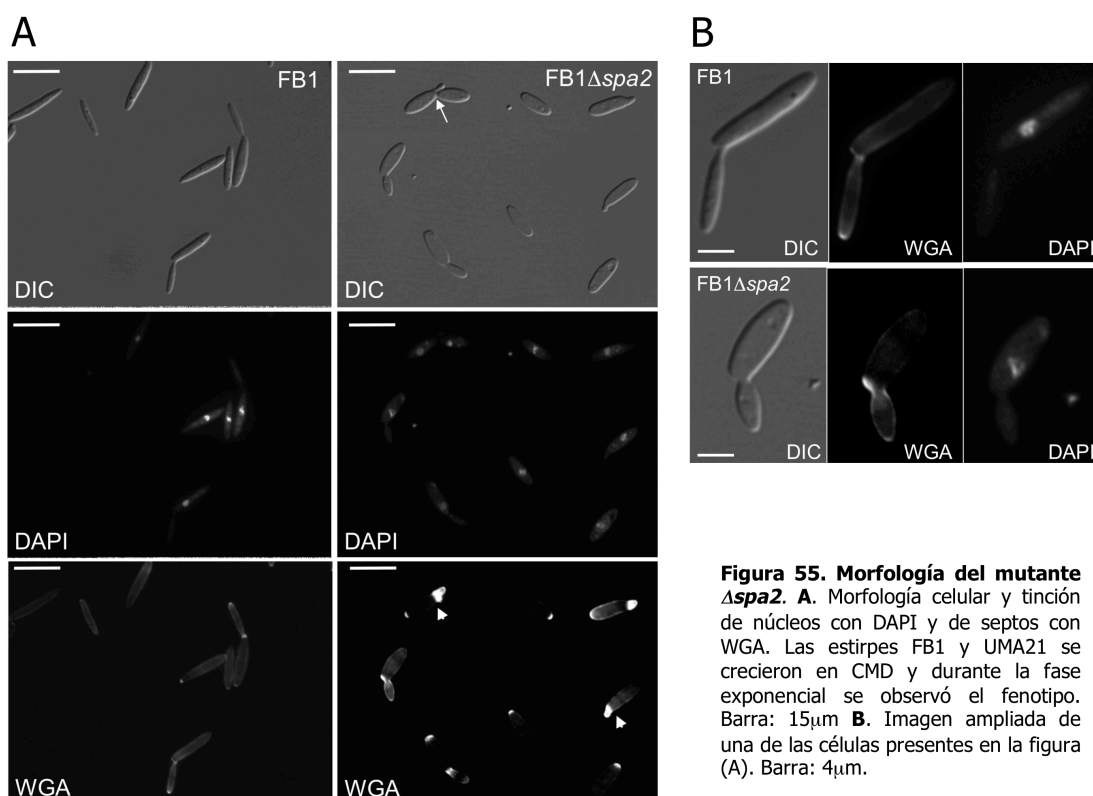 A
FB1
DIC
FB1Δspa2
DIC
DAPI
DAPI
WGA
WGA
B
FB1
DIC
WGA
DAPI
FB1Δspa2
DIC
WGA
DAPI
Figura 55. Morfología del mutante
Δspa2. A. Morfología celular y tinción
de núcleos con DAPI y de septos con
WGA. Las estirpes FB1 y UMA21 se
crecieron en CMD y durante la fase
exponencial se observó el fenotipo.
Barra: 15μm B. Imagen ampliada de
una de las células presentes en la figura
(A). Barra: 4μm.